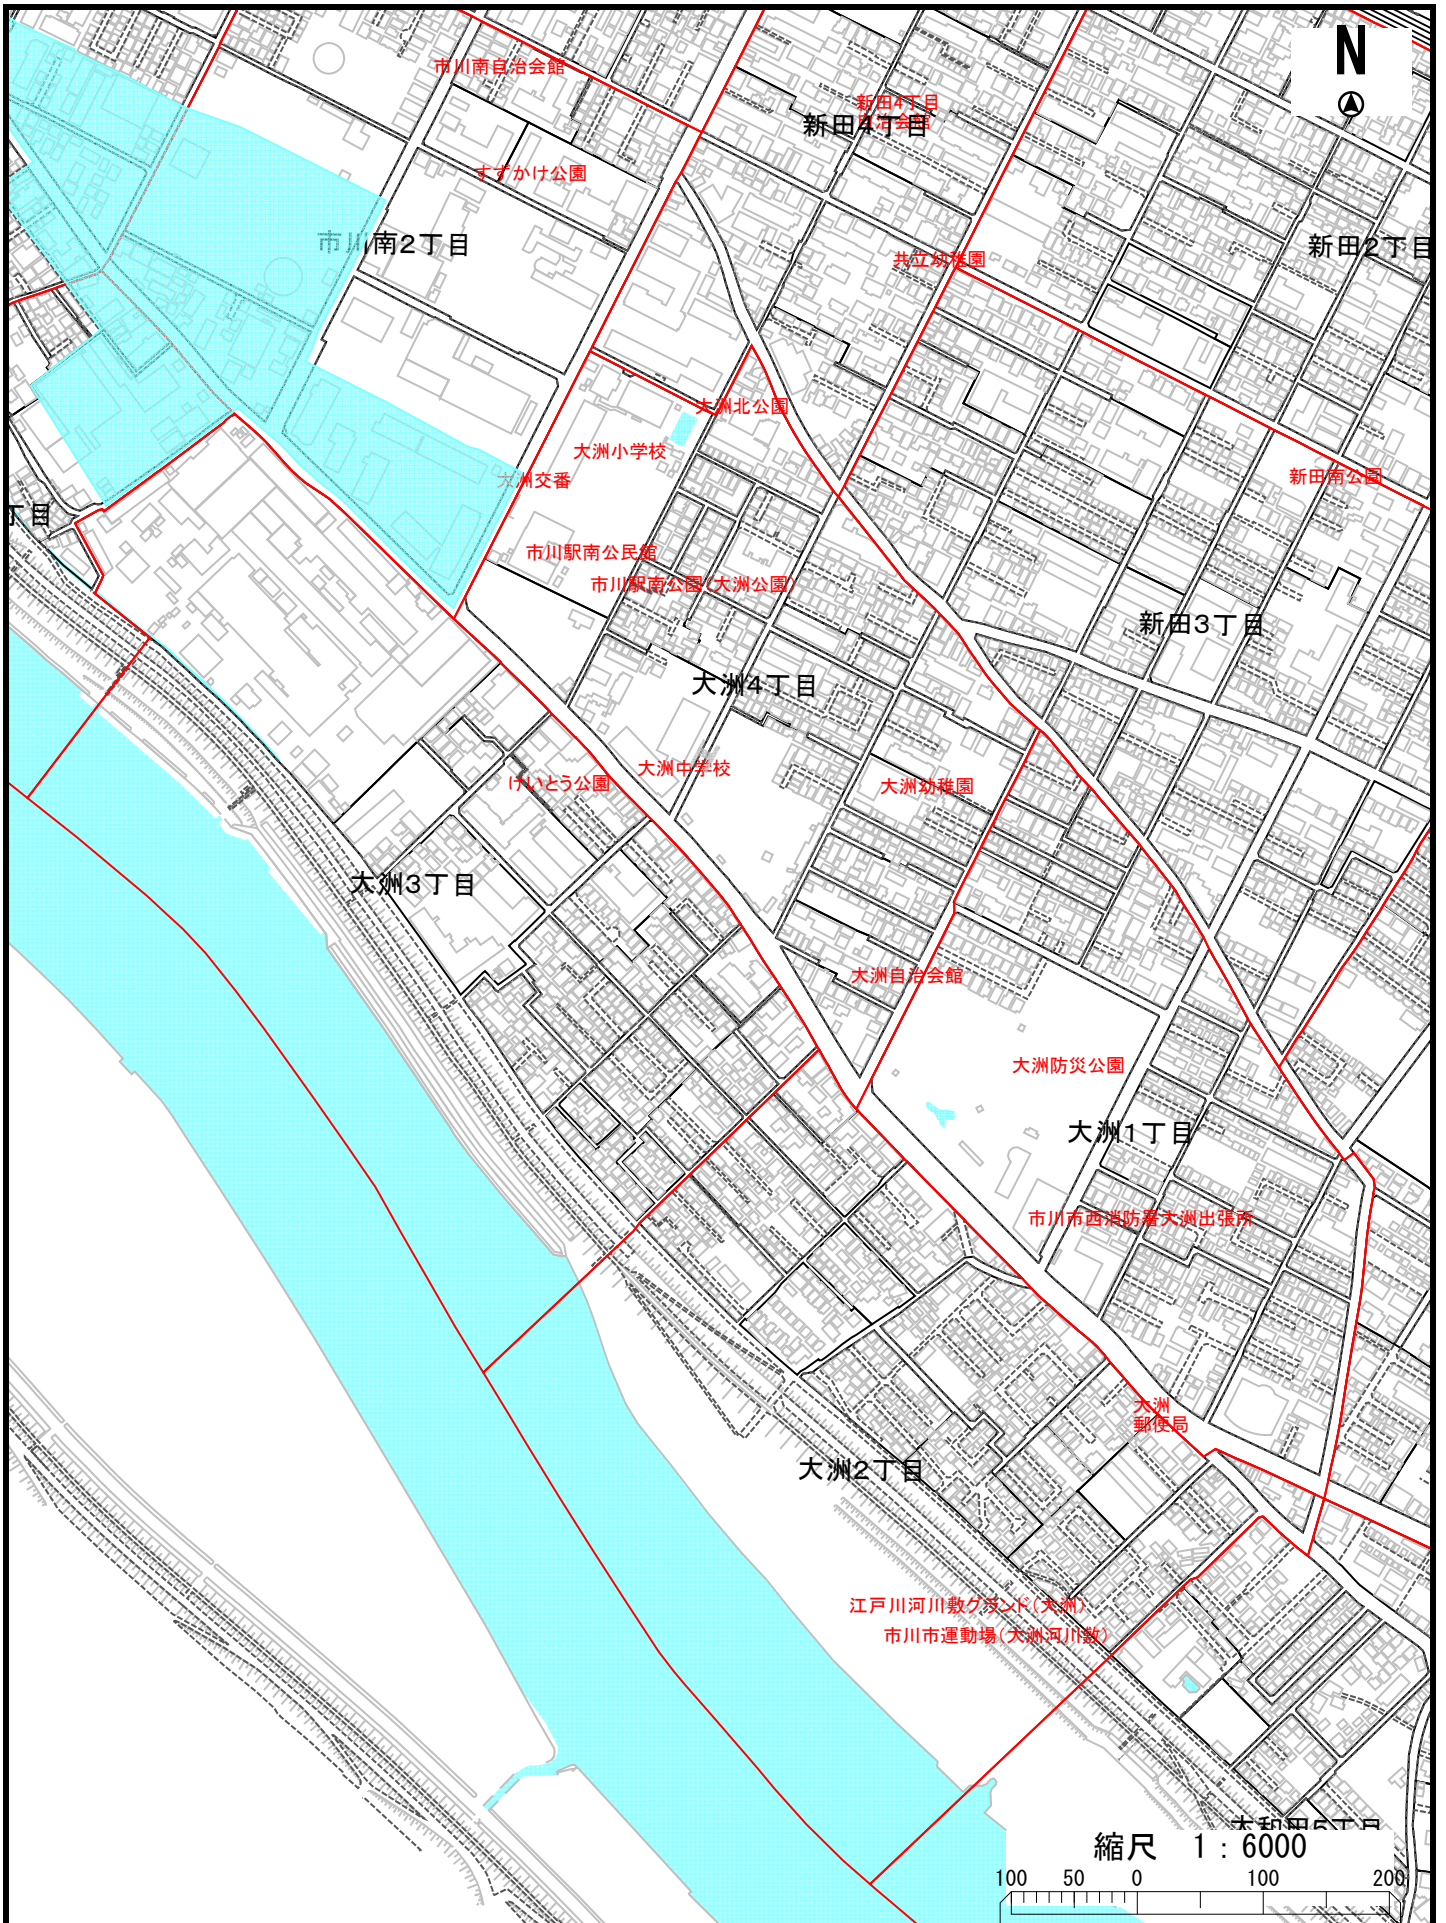 N
市川南自治会館
新田4丁目
自治会館
新田4丁目
すずかけ公園
市川南2丁目
新田2丁目
共立幼稚園
大洲北公園
大洲小学校
新田南公園
大洲交番
丁目
市川駅南公民館
市川駅南公園(大洲公園)
新田3丁目
大洲4丁目
大洲中学校
けいとう公園
大洲幼稚園
大洲3丁目
大洲自治会館
大洲防災公園
大洲1丁目
市川市西消防署大洲出張所
大洲
郵便局
大洲2丁目
江戸川河川敷グランド(大洲)
市川市運動場(大洲河川敷)
大和田5丁目
縮尺 1:6000
100 50 0 100 200